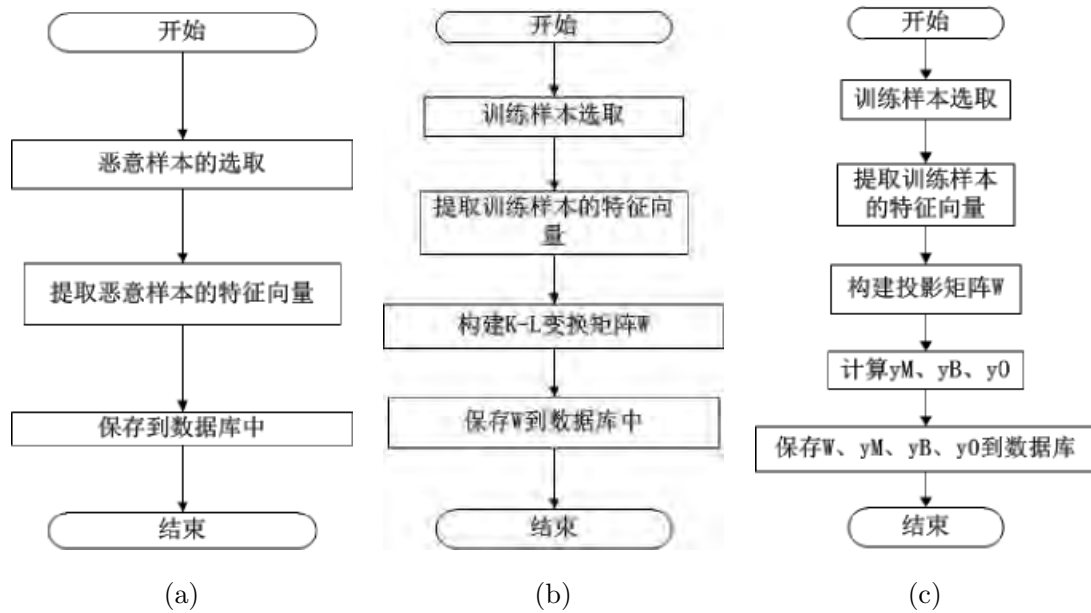 开始
恶意样本的选取
提取恶意样本的特征向量
保存到数据库中
结束
(a)
开始
训练样本选取
提取训练样本的特征向
量
构建K-L变换矩阵W
保存W到数据库中
结束
(b)
开始
训练样本选取
提取训练样本
的特征向量
构建投影矩阵W
计算yM、yB、y0
保存W、yM、yB、y0到数据库
结束
(c)